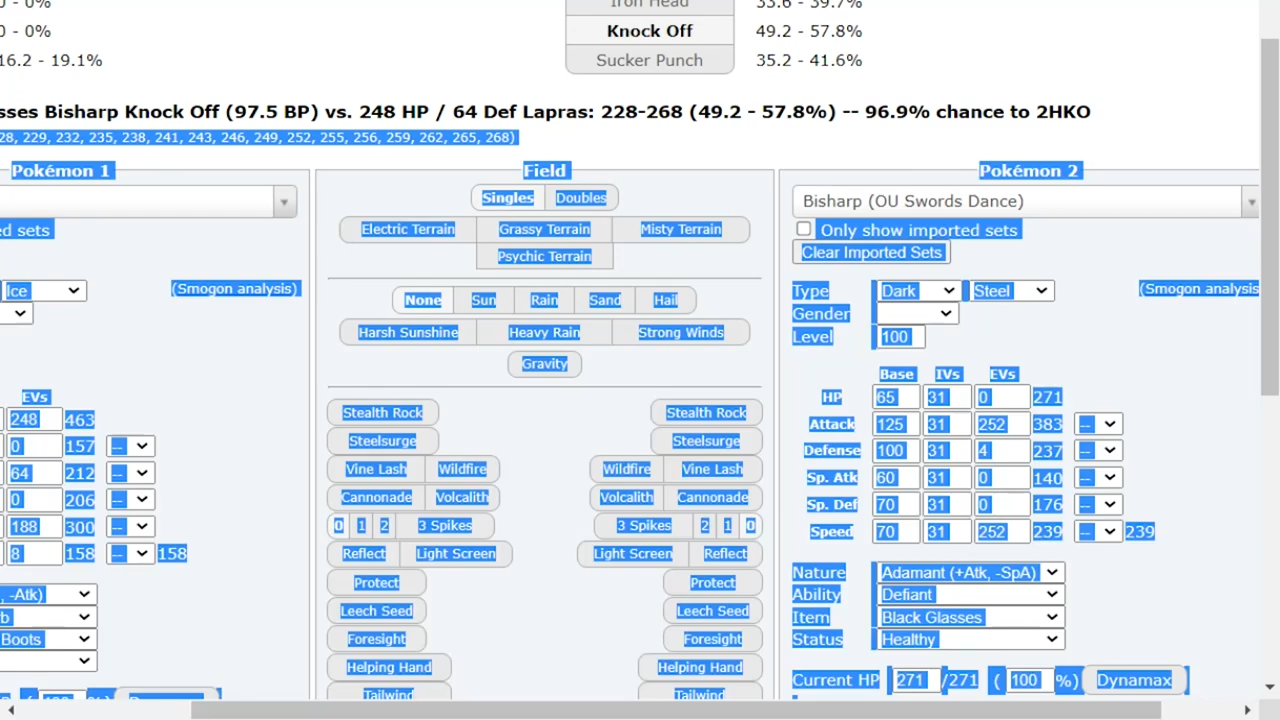 0 - 0%
Iron Head
33.6 - 39.7%
0 - 0%
Knock Off
49.2 - 57.8%
16.2 - 19.1%
Sucker Punch
35.2 - 41.6%
sses Bisharp Knock Off (97.5 BP) vs. 248 HP / 64 Def Lapras: 228-268 (49.2 - 57.8%) -- 96.9% chance to 2HKO
28, 229, 232, 235, 238, 241, 243, 246, 249, 252, 255, 256, 259, 262, 265, 268)
Pokémon 1
ed sets
Ice
(Smogon analysis)
EVs
248 463
0 157 --
64 212 --
0 206 --
188 300 --
8 158 -- 158
, -Atk)
b
Boots
Field
Singles Doubles
Electric Terrain Grassy Terrain Misty Terrain
Psychic Terrain
None Sun Rain Sand Hail
Harsh Sunshine Heavy Rain Strong Winds
Gravity
Stealth Rock Stealth Rock
Steelsurge Steelsurge
Vine Lash Wildfire Wildfire Vine Lash
Cannonade Volcalith Volcalith Cannonade
0 1 2 3 Spikes 3 Spikes 2 1 0
Reflect Light Screen Light Screen Reflect
Protect Protect
Leech Seed Leech Seed
Foresight Foresight
Helping Hand Helping Hand
Tailwind Tailwind
Pokémon 2
Bisharp (OU Swords Dance)
Only show imported sets
Clear Imported Sets
Type Dark Steel (Smogon analysis
Gender
Level 100
Base IVs EVs
HP 65 31 0 271
Attack 125 31 252 383 --
Defense 100 31 4 237 --
Sp. Atk 60 31 0 140 --
Sp. Def 70 31 0 176 --
Speed 70 31 252 239 -- 239
Nature Adamant (+Atk, -SpA)
Ability Defiant
Item Black Glasses
Status Healthy
Current HP 271 /271 ( 100 %) Dynamax